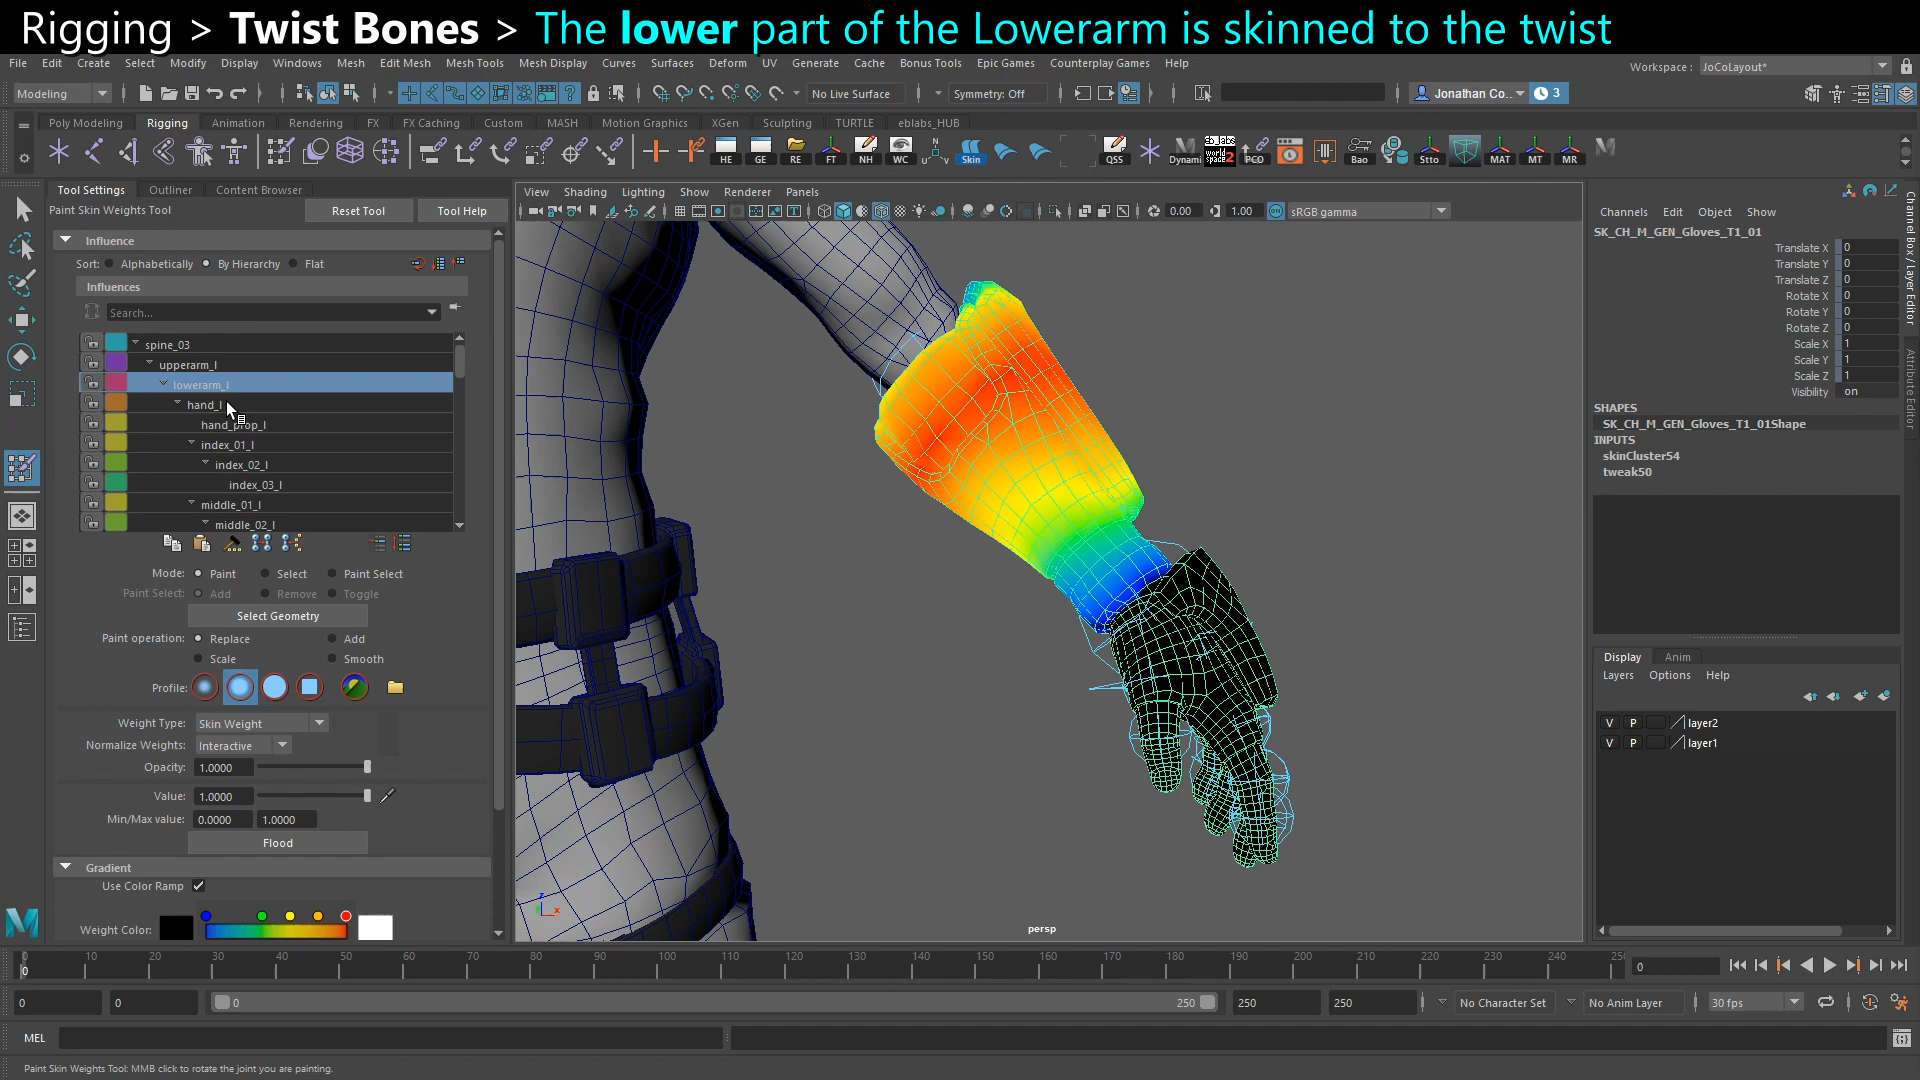 Rigging > Twist Bones > The lower part of the Lowerarm is skinned to the twist
File Edit Create Select Modify Display Windows Mesh Edit Mesh Mesh Tools Mesh Display Curves Surfaces Deform UV Generate Cache Bonus Tools Epic Games Counterplay Games Help
Workspace : JoCoLayout*
Modeling No Live Surface Symmetry: Off Jonathan Co.. 3
Poly Modeling Rigging Animation Rendering FX FX Caching Custom MASH Motion Graphics XGen Sculpting TURTLE eblabs_HUB
HE GE RE FT NH WC Skin QSS Dynami PCO Bao Stto MAT MT MR
Tool Settings Outliner Content Browser
Paint Skin Weights Tool Reset Tool Tool Help
Influence
Sort: Alphabetically By Hierarchy Flat
Influences
Search...
spine_03
upperarm_l
lowerarm_l
hand_l
hand_prop_l
index_01_l
index_02_l
index_03_l
middle_01_l
middle_02_l
Mode: Paint Select Paint Select
Paint Select: Add Remove Toggle
Select Geometry
Paint operation: Replace Add
Scale Smooth
Profile:
Weight Type: Skin Weight
Normalize Weights: Interactive
Opacity: 1.0000
Value: 1.0000
Min/Max value: 0.0000 1.0000
Flood
Gradient
Use Color Ramp
Weight Color:
View Shading Lighting Show Renderer Panels
0.00 1.00 sRGB gamma
z
x
persp
Channels Edit Object Show
SK_CH_M_GEN_Gloves_T1_01
Translate X 0
Translate Y 0
Translate Z 0
Rotate X 0
Rotate Y 0
Rotate Z 0
Scale X 1
Scale Y 1
Scale Z 1
Visibility on
SHAPES
SK_CH_M_GEN_Gloves_T1_01Shape
INPUTS
skinCluster54
tweak50
Channel Box / Layer Editor
Attribute Editor
Display Anim
Layers Options Help
V P layer2
V P layer1
0 10 20 30 40 50 60 70 80 90 100 110 120 130 140 150 160 170 180 190 200 210 220 230 240 25
0
0
0 0 0 250 250 250 No Character Set No Anim Layer 30 fps
MEL
Paint Skin Weights Tool: MMB click to rotate the joint you are painting.